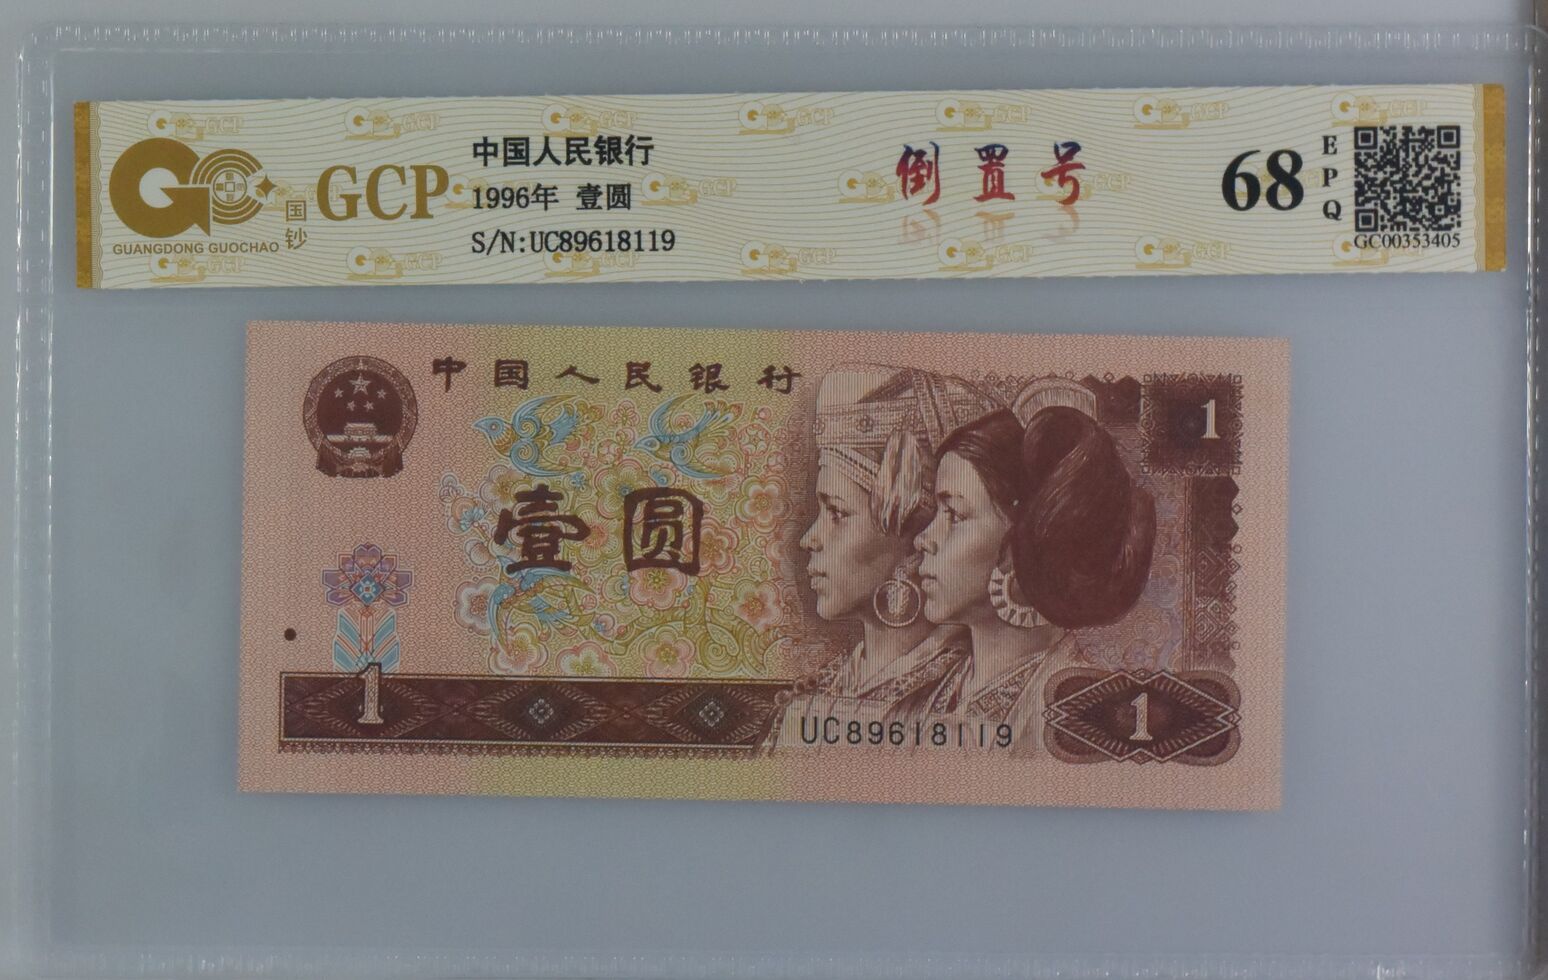 GCP
国钞
GUANGDONG GUOCHAO
中国人民银行
1996年 壹圆
S/N:UC89618119
倒置号
68
EPQ
GC00353405
中国人民银行
1
壹圆
1
UC89618119
1